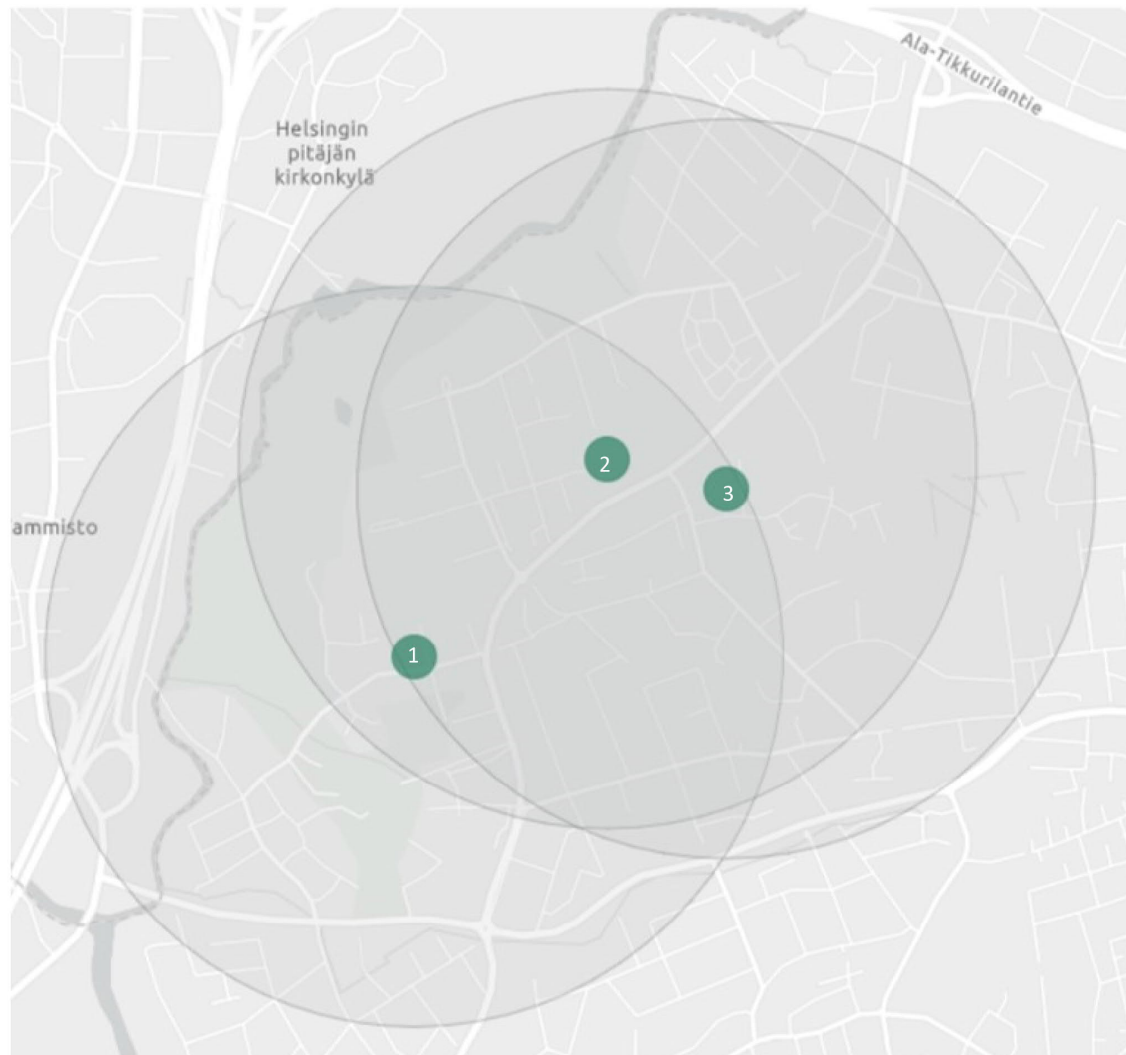 Ala-Tikkurilantie
Helsingin
pitäjän
kirkonkylä
2
3
ammisto
1